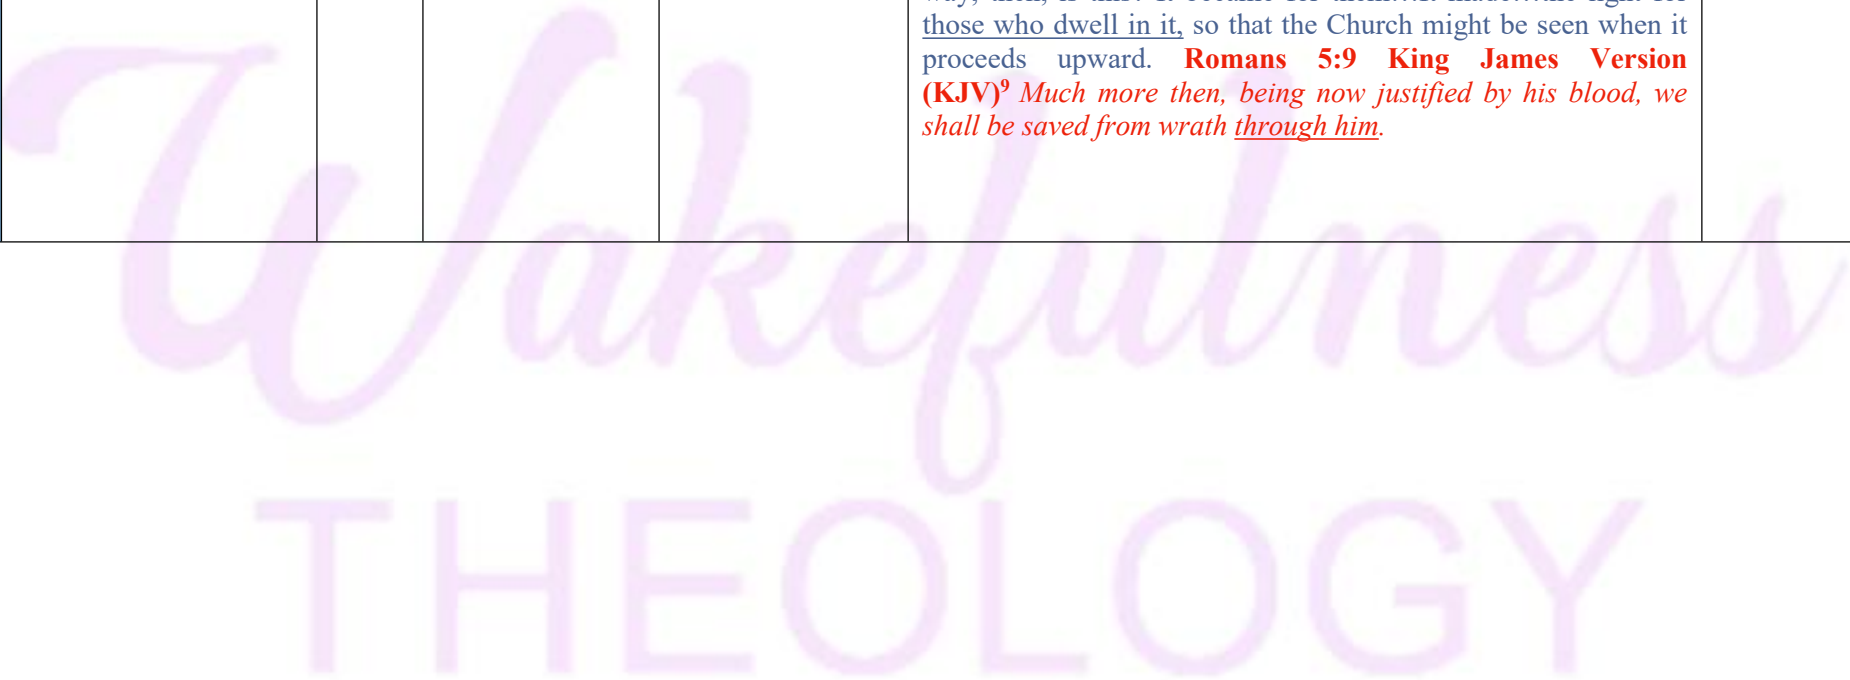 those who dwell in it, so that the Church might be seen when it
proceeds upward. Romans 5:9 King James Version
(KJV)9 Much more then, being now justified by his blood, we
shall be saved from wrath through him.
Wakefulness
THEOLOGY